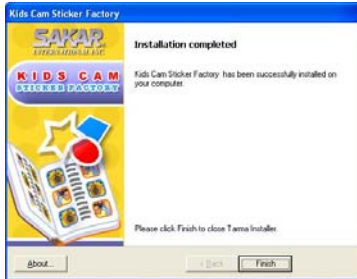 Kids Cam Sticker Factory
SAKAR
INTERNATIONAL INC
KIDS CAM
STICKER FACTORY
Installation completed
Kids Cam Sticker Factory has been successfully installed on
your computer.
Please click Finish to close Tarma Installer.
About...
< Back
Finish